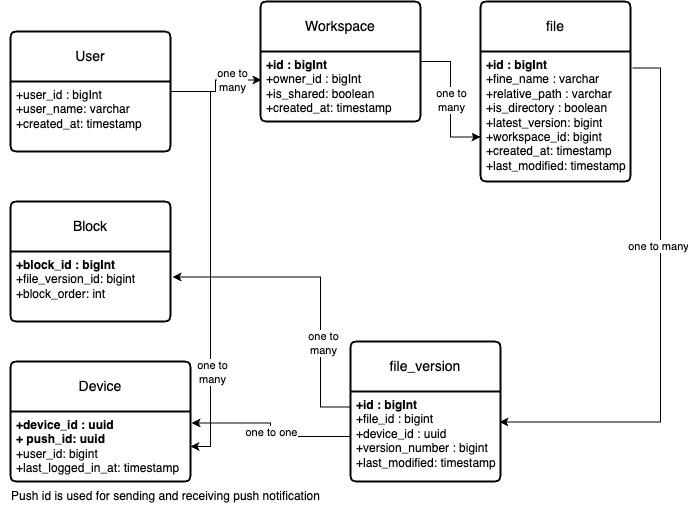 User
+user_id : bigInt
+user_name: varchar
+created_at: timestamp
one to
many
Workspace
+id : bigInt
+owner_id : bigInt
+is_shared: boolean
+created_at: timestamp
one to
many
file
+id : bigInt
+fine_name : varchar
+relative_path : varchar
+is_directory : boolean
+latest_version: bigint
+workspace_id: bigint
+created_at: timestamp
+last_modified: timestamp
one to many
Block
+block_id : bigInt
+file_version_id: bigint
+block_order: int
one to
many
one to
many
Device
+device_id : uuid
+ push_id: uuid
+user_id: bigint
+last_logged_in_at: timestamp
one to one
file_version
+id : bigInt
+file_id : bigint
+device_id : uuid
+version_number : bigint
+last_modified: timestamp
Push id is used for sending and receiving push notification